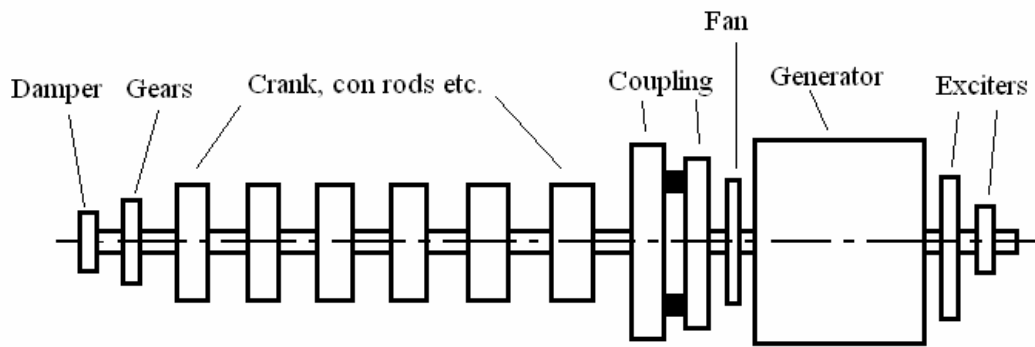 Fan
Damper
Gears
Crank, con rods etc.
Coupling
Generator
Exciters